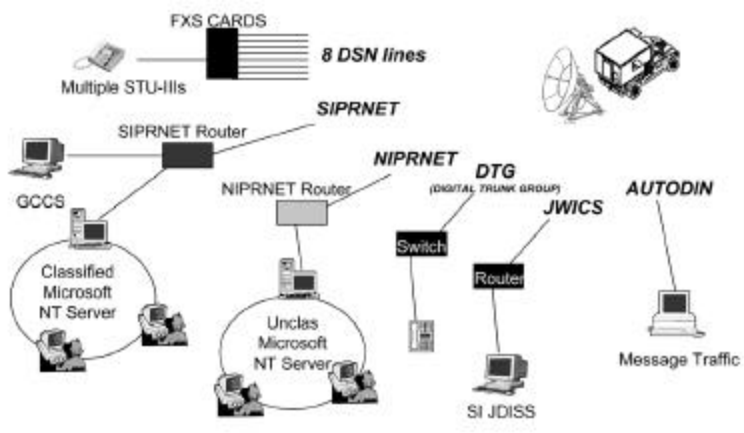 FXS CARDS
8 DSN lines
Multiple STU-IIIs
SIPRNET
SIPRNET Router
GCCS
NIPRNET
NIPRNET Router
DTG
(DIGITAL TRUNK GROUP)
JWICS
AUTODIN
Switch
Router
Classified
Microsoft
NT Server
Unclas
Microsoft
NT Server
Message Traffic
SI JDISS